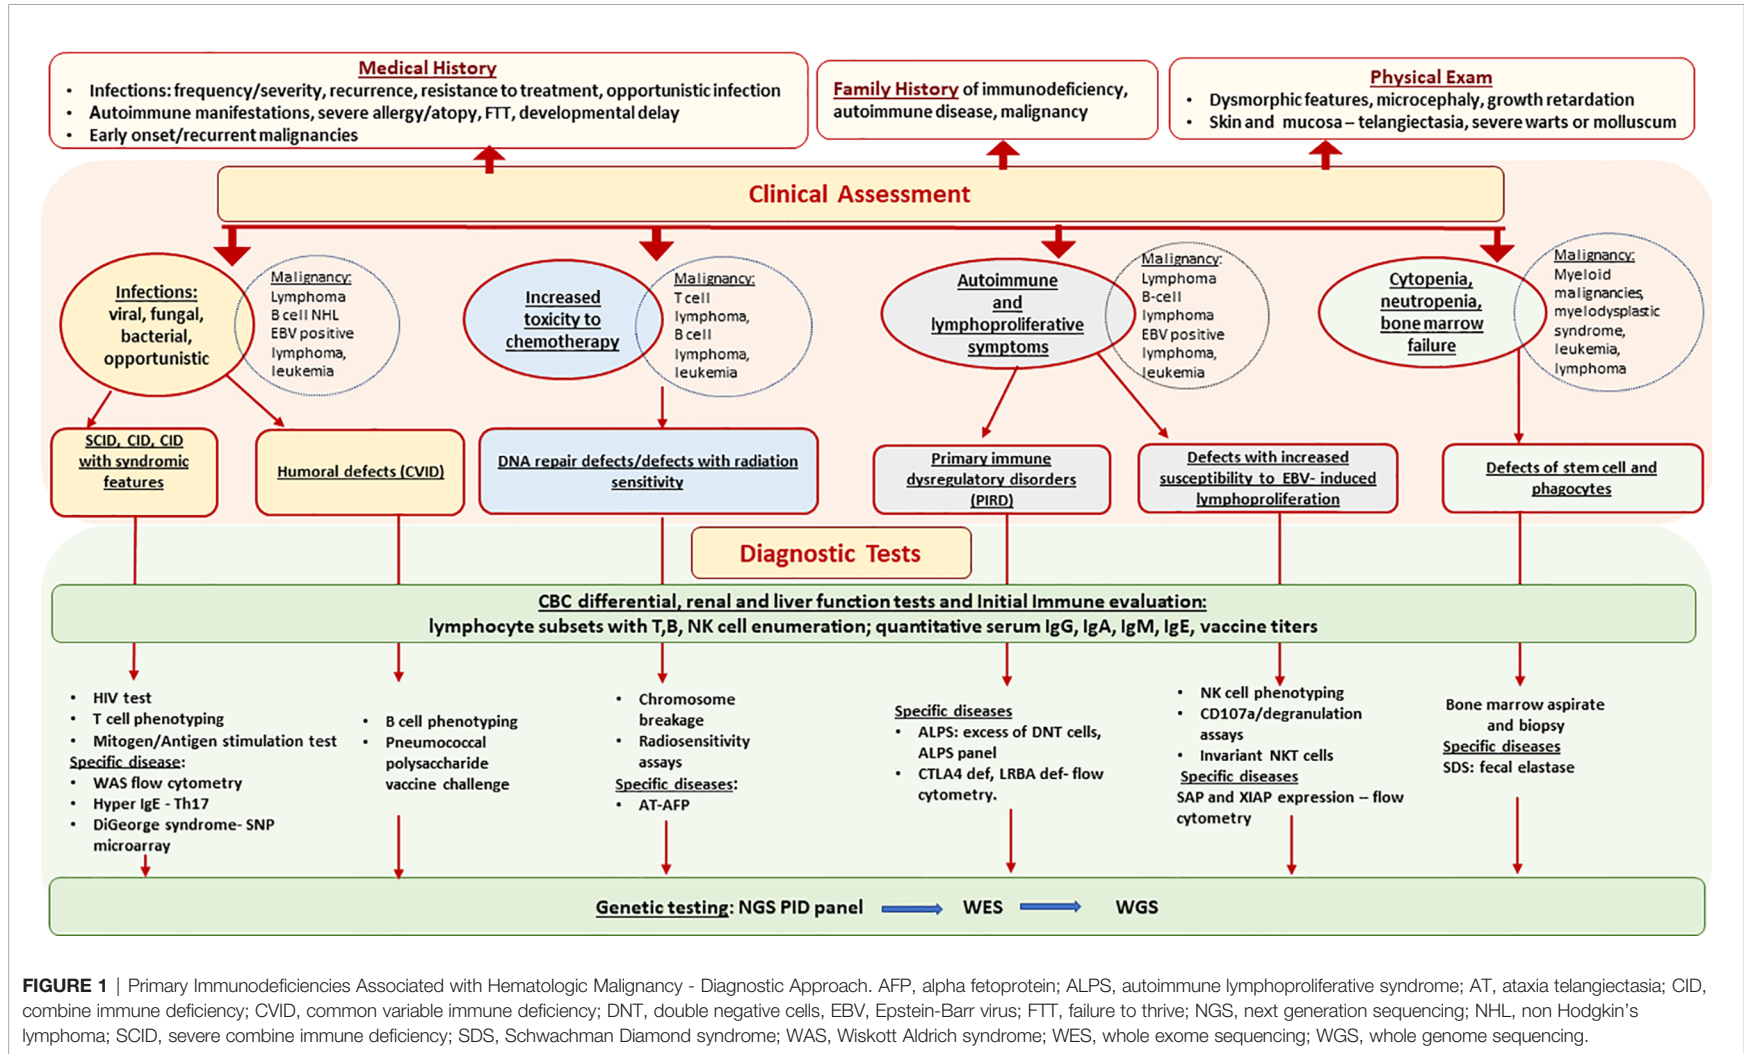 Medical History
• Infections: frequency/severity, recurrence, resistance to treatment, opportunistic infection
• Autoimmune manifestations, severe allergy/atopy, FTT, developmental delay
• Early onset/recurrent malignancies
Family History of immunodeficiency,
autoimmune disease, malignancy
Physical Exam
• Dysmorphic features, microcephaly, growth retardation
• Skin and mucosa – telangiectasia, severe warts or molluscum
Clinical Assessment
Infections:
viral, fungal,
bacterial,
opportunistic
Malignancy:
Lymphoma
B cell NHL
EBV positive
lymphoma,
leukemia
Increased
toxicity to
chemotherapy
Malignancy:
T cell
lymphoma,
B cell
lymphoma,
leukemia
Autoimmune
and
lymphoproliferative
symptoms
Malignancy:
Lymphoma
B-cell
lymphoma
EBV positive
lymphoma,
leukemia
Cytopenia,
neutropenia,
bone marrow
failure
Malignancy:
Myeloid
malignancies,
myelodysplastic
syndrome,
leukemia,
lymphoma
SCID, CID, CID
with syndromic
features
Humoral defects (CVID)
DNA repair defects/defects with radiation
sensitivity
Primary immune
dysregulatory disorders
(PIRD)
Defects with increased
susceptibility to EBV- induced
lymphoproliferation
Defects of stem cell and
phagocytes
Diagnostic Tests
CBC differential, renal and liver function tests and Initial Immune evaluation:
lymphocyte subsets with T,B, NK cell enumeration; quantitative serum IgG, IgA, IgM, IgE, vaccine titers
• HIV test
• T cell phenotyping
• Mitogen/Antigen stimulation test
Specific disease:
• WAS flow cytometry
• Hyper IgE - Th17
• DiGeorge syndrome- SNP
microarray
• B cell phenotyping
• Pneumococcal
polysaccharide
vaccine challenge
• Chromosome
breakage
• Radiosensitivity
assays
Specific diseases:
• AT-AFP
Specific diseases
• ALPS: excess of DNT cells,
ALPS panel
• CTLA4 def, LRBA def- flow
cytometry.
• NK cell phenotyping
• CD107a/degranulation
assays
• Invariant NKT cells
Specific diseases
SAP and XIAP expression – flow
cytometry
Bone marrow aspirate
and biopsy
Specific diseases
SDS: fecal elastase
Genetic testing: NGS PID panel WES WGS
FIGURE 1 | Primary Immunodeficiencies Associated with Hematologic Malignancy - Diagnostic Approach. AFP, alpha fetoprotein; ALPS, autoimmune lymphoproliferative syndrome; AT, ataxia telangiectasia; CID,
combine immune deficiency; CVID, common variable immune deficiency; DNT, double negative cells, EBV, Epstein-Barr virus; FTT, failure to thrive; NGS, next generation sequencing; NHL, non Hodgkin's
lymphoma; SCID, severe combine immune deficiency; SDS, Schwachman Diamond syndrome; WAS, Wiskott Aldrich syndrome; WES, whole exome sequencing; WGS, whole genome sequencing.